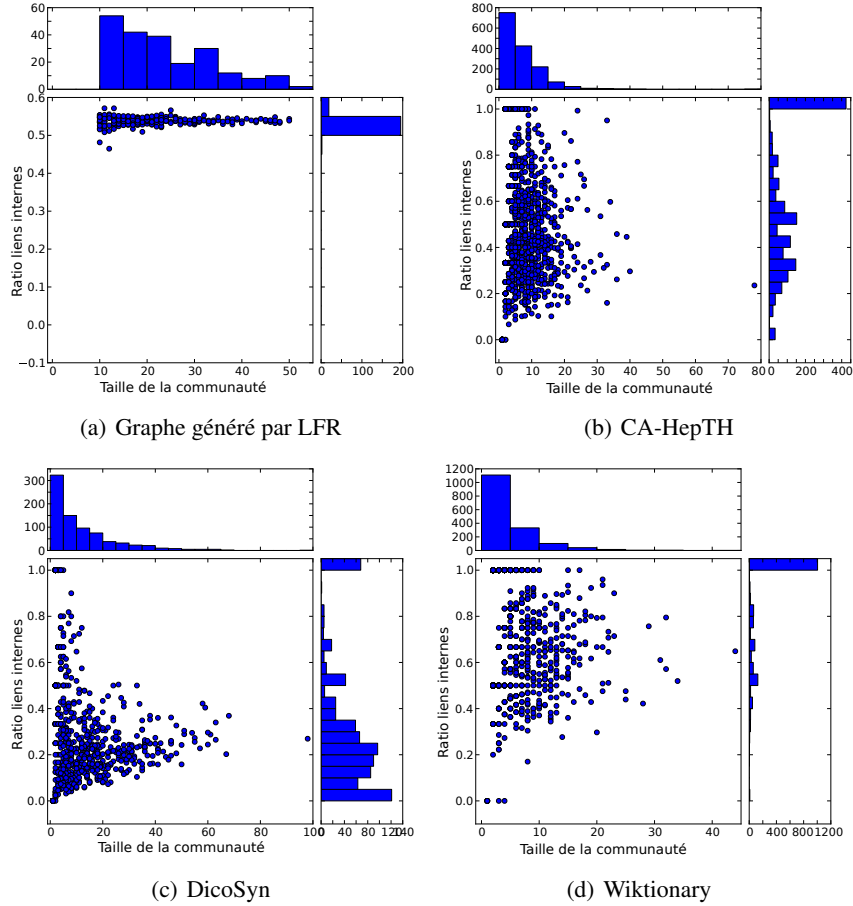 60
40
20
0
0.6
0.5
0.4
0.3
0.2
0.1
0.0
−0.1
Ratio liens internes
0 10 20 30 40 50
Taille de la communauté
0 100 200
(a) Graphe généré par LFR
800
600
400
200
0
1.0
0.8
0.6
0.4
0.2
0.0
Ratio liens internes
0 10 20 30 40 50 60 70 80
Taille de la communauté
0 200 400
(b) CA-HepTH
300
200
100
0
1.0
0.8
0.6
0.4
0.2
0.0
Ratio liens internes
0 20 40 60 80 100
Taille de la communauté
0 40 80 120 140
(c) DicoSyn
1200
1000
800
600
400
200
0
1.0
0.8
0.6
0.4
0.2
0.0
Ratio liens internes
0 10 20 30 40
Taille de la communauté
0 400 800 1200
(d) Wiktionary